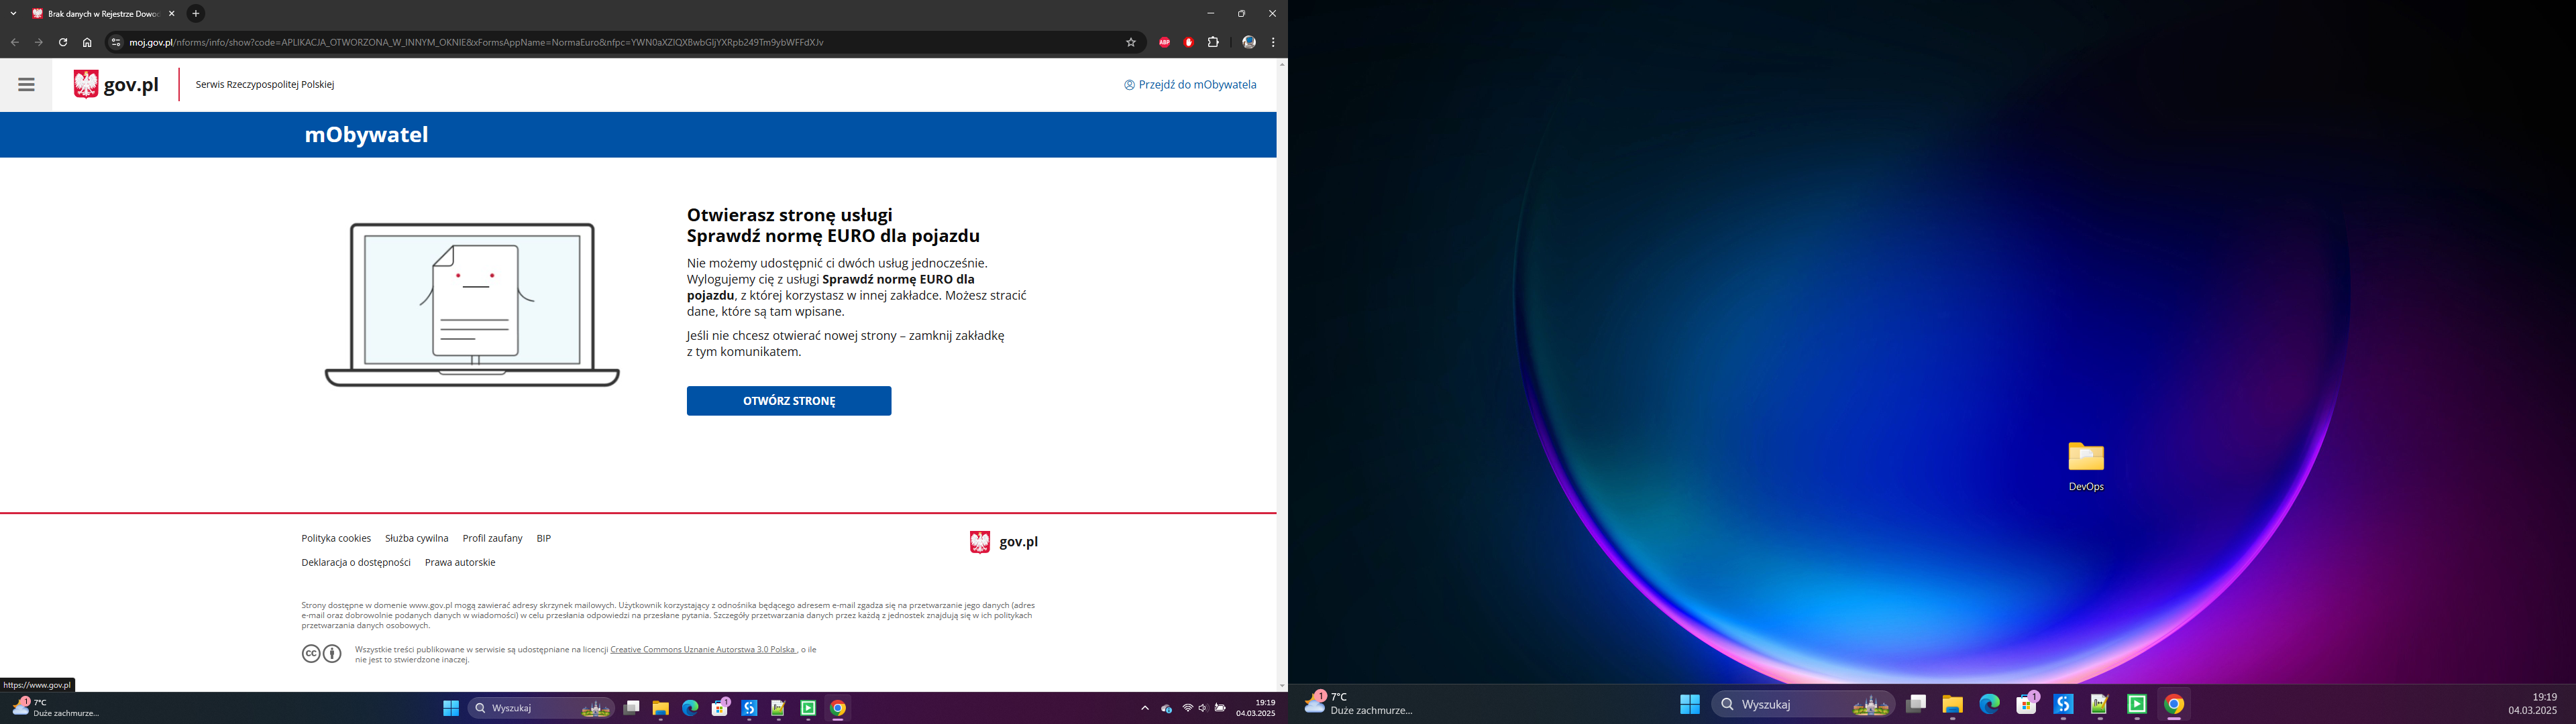 Brak danych w Rejestrze Dowod
moj.gov.pl/nforms/info/show?code=APLIKACJA_OTWORZONA_W_INNYM_OKNIE&xFormsAppName=NormaEuro&nfpc=
ABP
gov.pl
Serwis Rzeczypospolitej Polskiej
Przejdź do mObywatela
mObywatel
Otwierasz stronę usługi
Sprawdź normę EURO dla pojazdu
Nie możemy udostępnić ci dwóch usług jednocześnie.
Wylogujemy cię z usługi Sprawdź normę EURO dla
pojazdu, z której korzystasz w innej zakładce. Możesz stracić
dane, które są tam wpisane.
Jeśli nie chcesz otwierać nowej strony – zamknij zakładkę
z tym komunikatem.
OTWÓRZ STRONĘ
Polityka cookies Służba cywilna Profil zaufany BIP
Deklaracja o dostępności Prawa autorskie
gov.pl
Strony dostępne w domenie www.gov.pl mogą zawierać adresy skrzynek mailowych. Użytkownik korzystający z odnośnika będącego adresem e-mail zgadza się na przetwarzanie jego danych (adres
e-mail oraz dobrowolnie podanych danych w wiadomości) w celu przesłania odpowiedzi na przesłane pytania. Szczegóły przetwarzania danych przez każdą z jednostek znajdują się w ich politykach
przetwarzania danych osobowych.
CC
Wszystkie treści publikowane w serwisie są udostępniane na licencji Creative Commons Uznanie Autorstwa 3.0 Polska , o ile
nie jest to stwierdzone inaczej.
https://www.gov.pl
1
7°C
Duże zachmurze...
Wyszukaj
1
19:19
04.03.2025
DevOps
1
7°C
Duże zachmurze...
Wyszukaj
1
19:19
04.03.2025